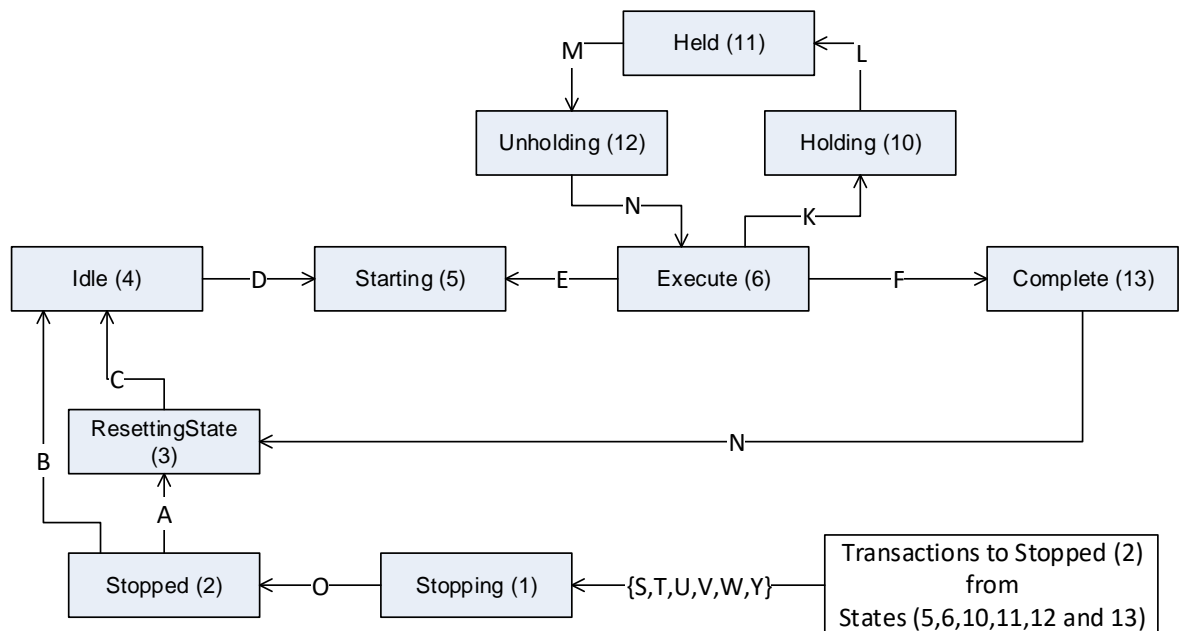 Held (11)
M
L
Unholding (12)
Holding (10)
N
K
Idle (4)
D
Starting (5)
E
Execute (6)
F
Complete (13)
C
ResettingState
(3)
N
B
A
Stopped (2)
O
Stopping (1)
{S,T,U,V,W,Y}
Transactions to Stopped (2)
from
States (5,6,10,11,12 and 13)